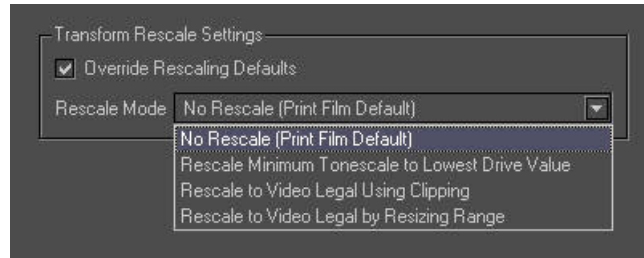 Transform Rescale Settings
Override Rescaling Defaults
Rescale Mode No Rescale (Print Film Default)
No Rescale (Print Film Default)
Rescale Minimum Tonescale to Lowest Drive Value
Rescale to Video Legal Using Clipping
Rescale to Video Legal by Resizing Range